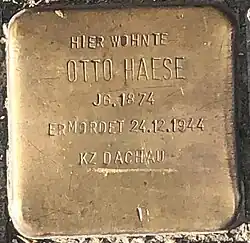 HIER WOHNTE
OTTO HAESE
JG. 1874
ERMORDET 24.12.1944
KZ DACHAU